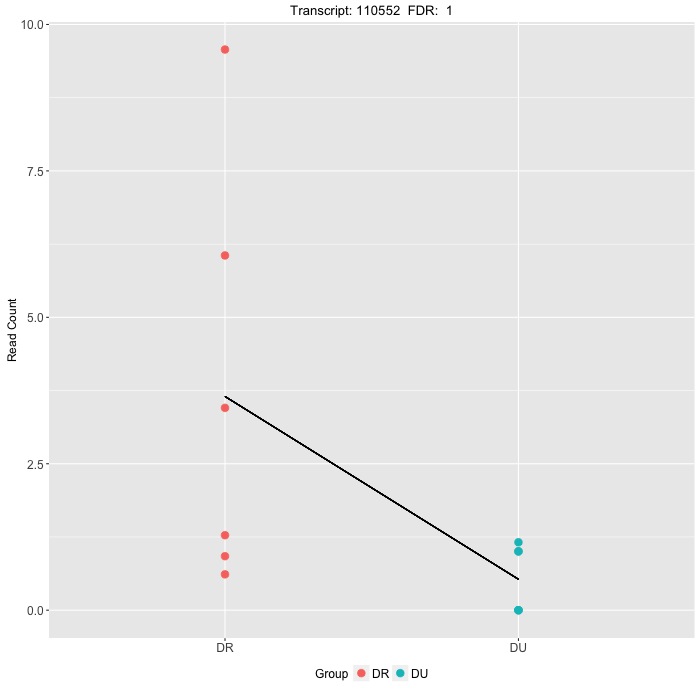 Transcript: 110552 FDR: 1
10.0
7.5
5.0
2.5
0.0
Read Count
DR DU
Group DR DU